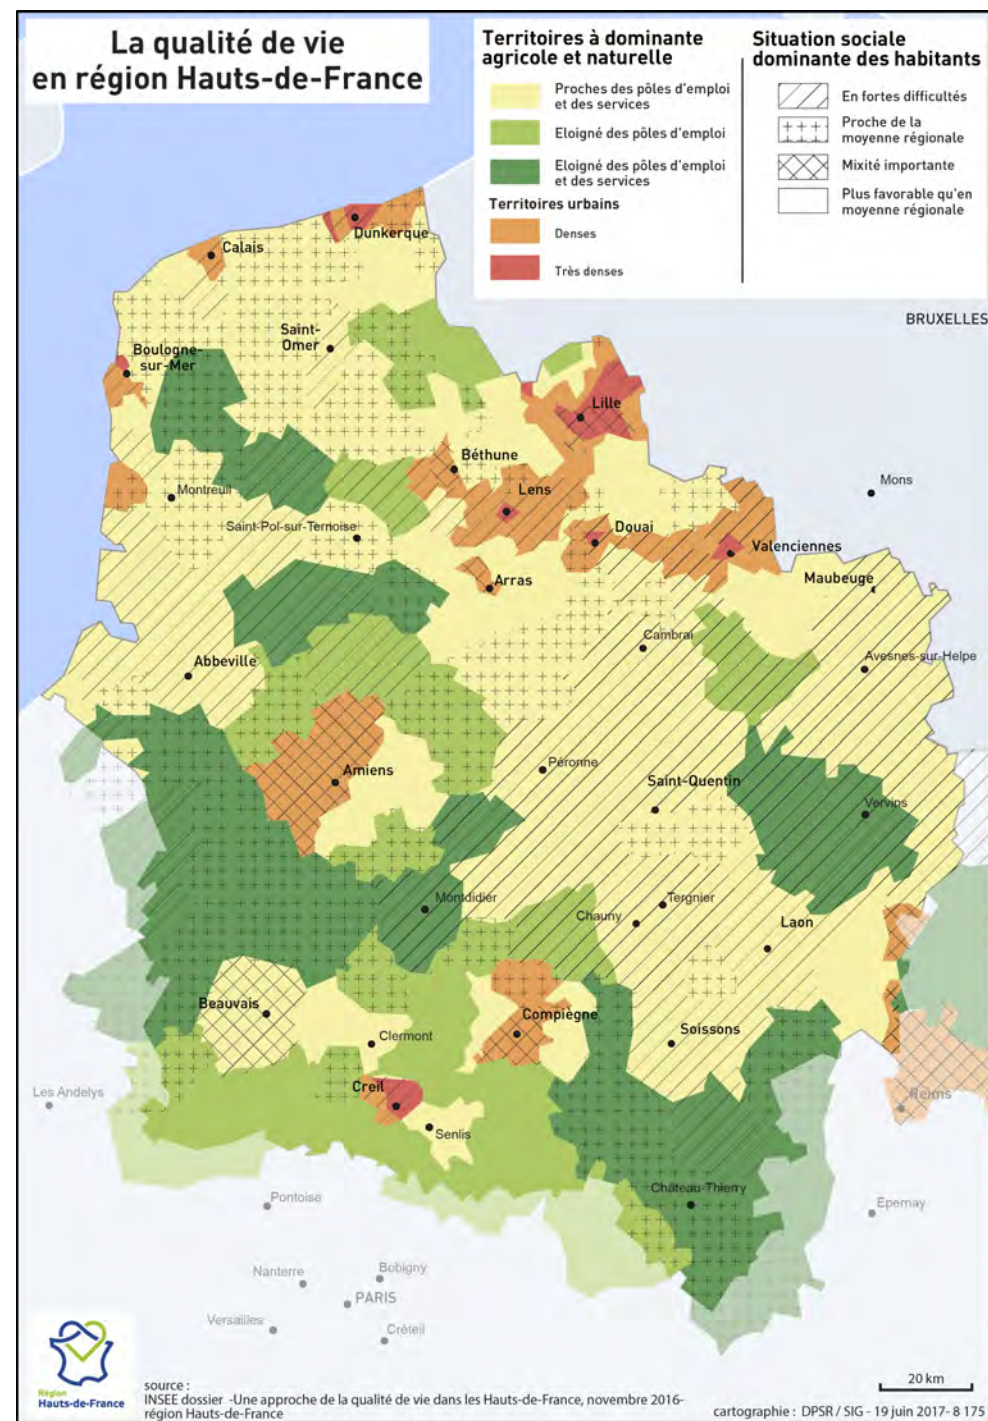 La qualité de vie
en région Hauts-de-France
Territoires à dominante
agricole et naturelle
Proches des pôles d'emploi
et des services
Eloigné des pôles d'emploi
Eloigné des pôles d'emploi
et des services
Territoires urbains
Denses
Très denses
Situation sociale
dominante des habitants
En fortes difficultés
Proche de la
moyenne régionale
Mixité importante
Plus favorable qu'en
moyenne régionale
Dunkerque
Calais
BRUXELLES
Saint-
Omer
Boulogne-
sur-Mer
Lille
Béthune
Mons
Montreuil
Lens
Saint-Pol-sur-Ternoise
Douai
Valenciennes
Arras
Maubeuge
Cambrai
Abbeville
Avesnes-sur-Helpe
Amiens
Péronne
Saint-Quentin
Vervins
Montdidier
Tergnier
Chauny
Laon
Beauvais
Compiègne
Clermont
Soissons
Creil
Les Andelys
Reims
Senlis
Château-Thierry
Pontoise
Epernay
Nanterre
Bobigny
PARIS
Versailles
Créteil
Région
Hauts-de-France
20 km
source :
INSEE dossier -Une approche de la qualité de vie dans les Hauts-de-France, novembre 2016-
région Hauts-de-France
cartographie : DPSR / SIG - 19 juin 2017- 8 175